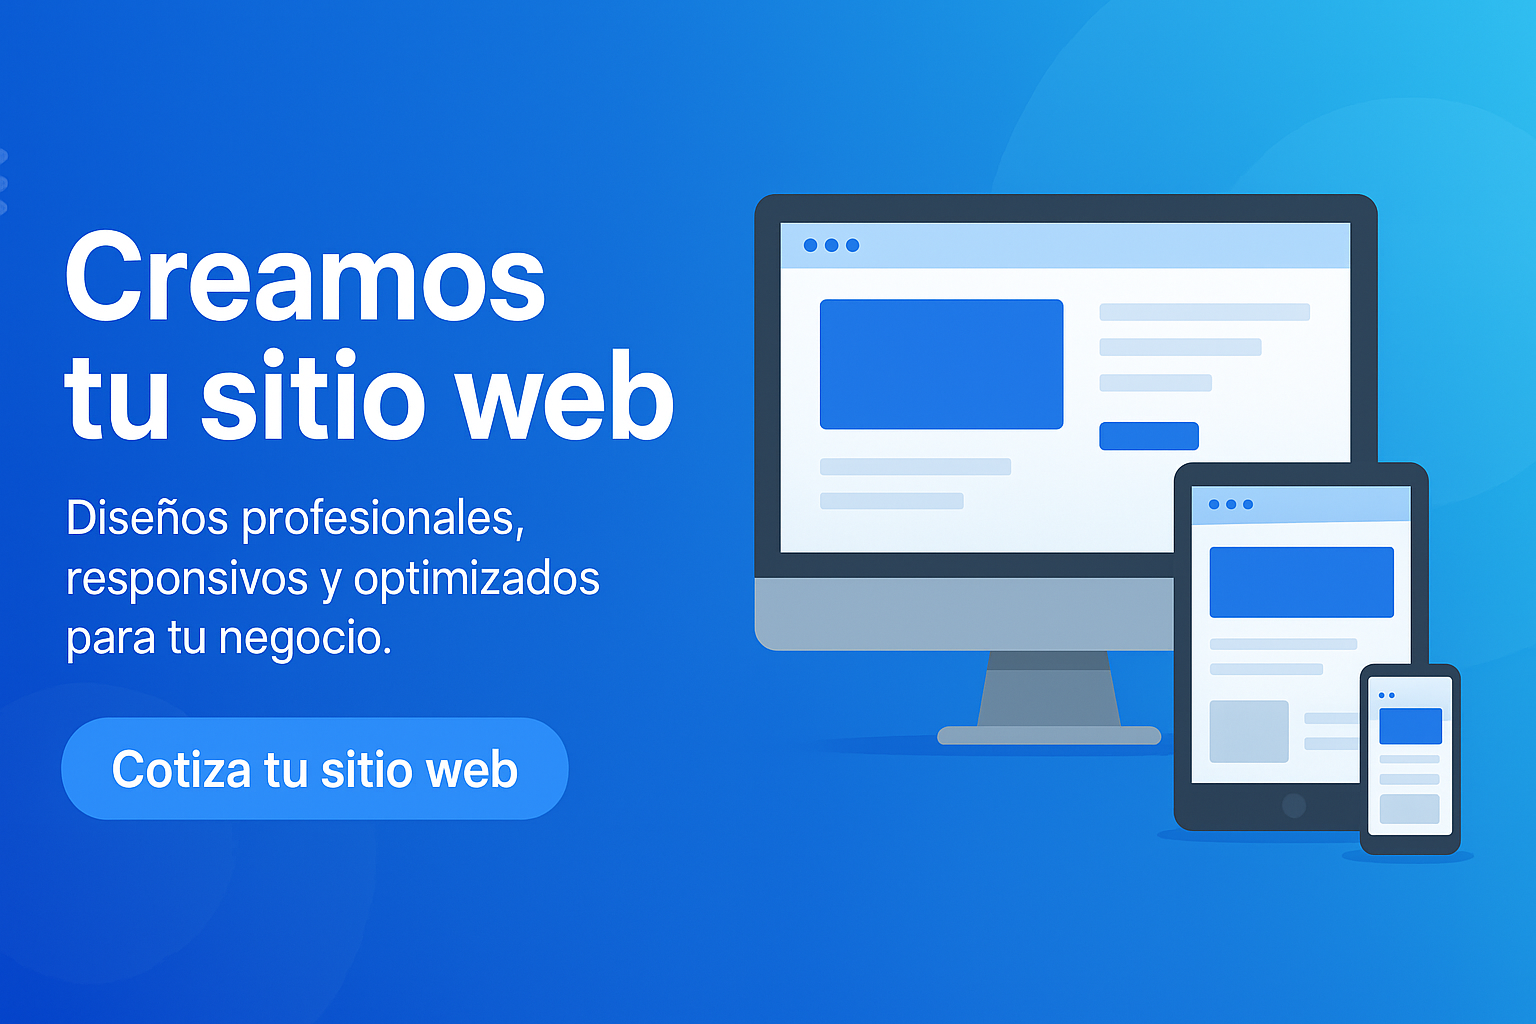 Creamos
tu sitio web
Diseños profesionales,
responsivos y optimizados
para tu negocio.
Cotiza tu sitio web